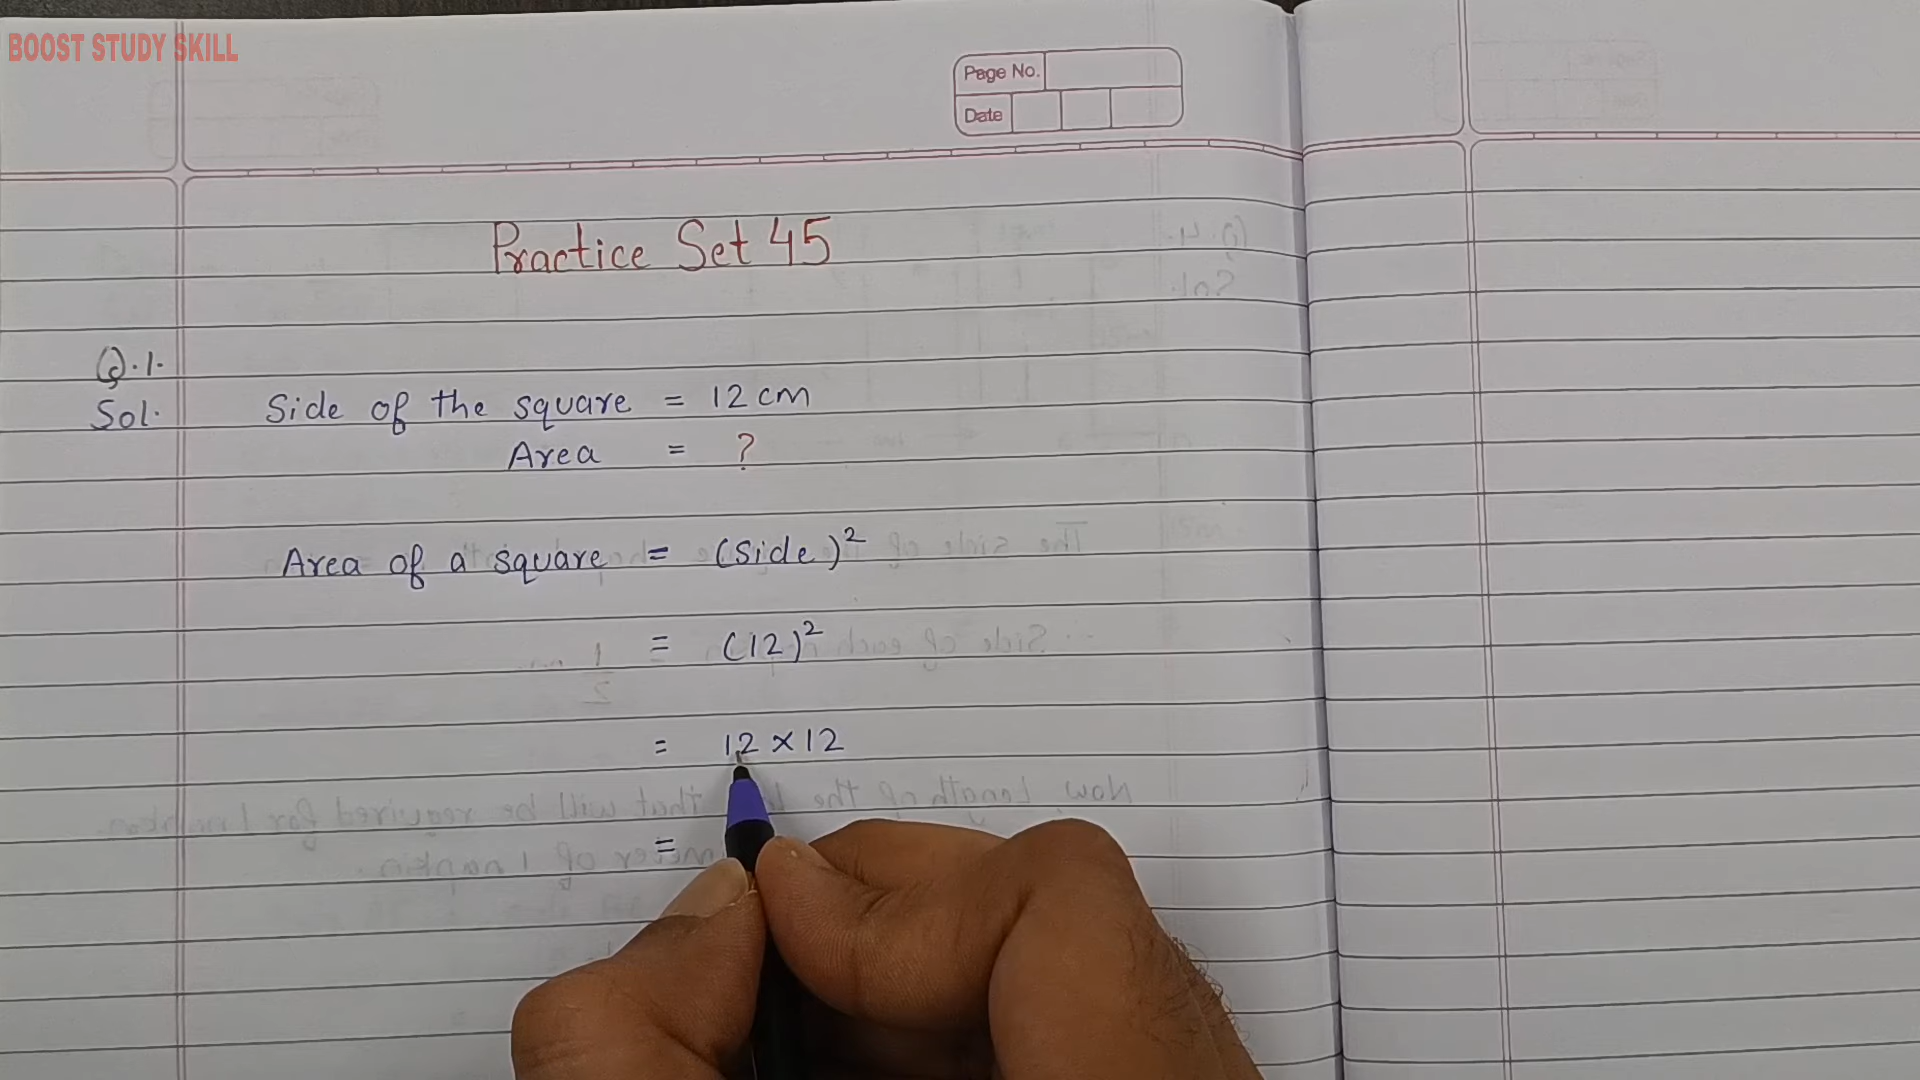 BOOST STUDY SKILL
Page No.
Date
Practice Set 45
Q.1.
Sol. Side of the square = 12 cm
Area = ?
Area of a square = (Side)²
= (12)²
= 12 × 12
=